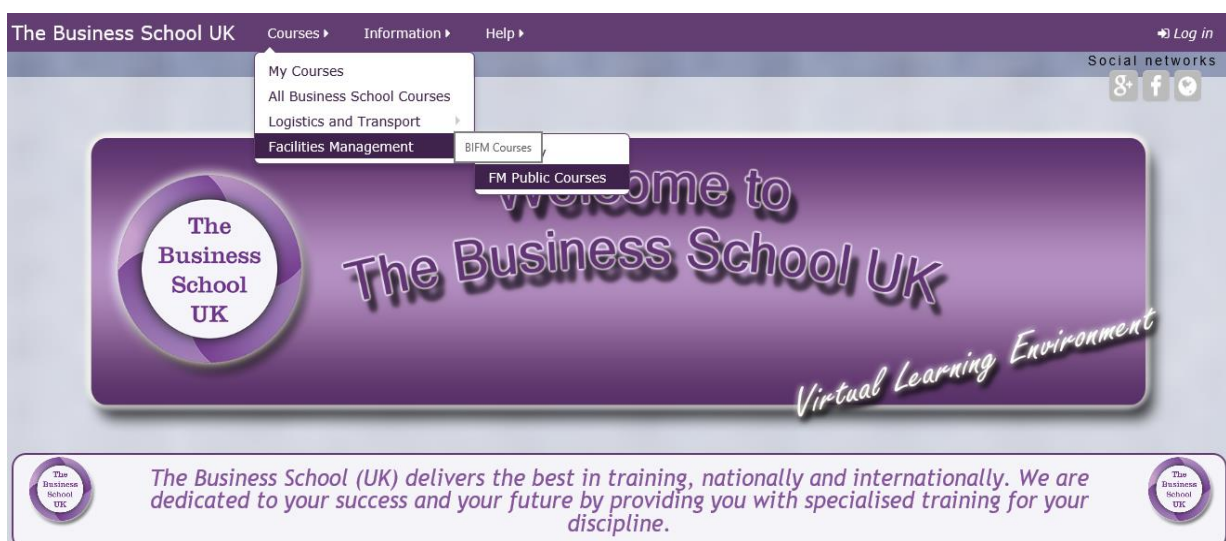 The Business School UK Courses Information Help Log in
Social networks
My Courses
All Business School Courses
Logistics and Transport
Facilities Management
BIFM Courses
FM Public Courses
The
Business
School
UK
Welcome to
The Business School UK
Virtual Learning Environment
The
Business
School
UK
The Business School (UK) delivers the best in training, nationally and internationally. We are
dedicated to your success and your future by providing you with specialised training for your
discipline.
The
Business
School
UK